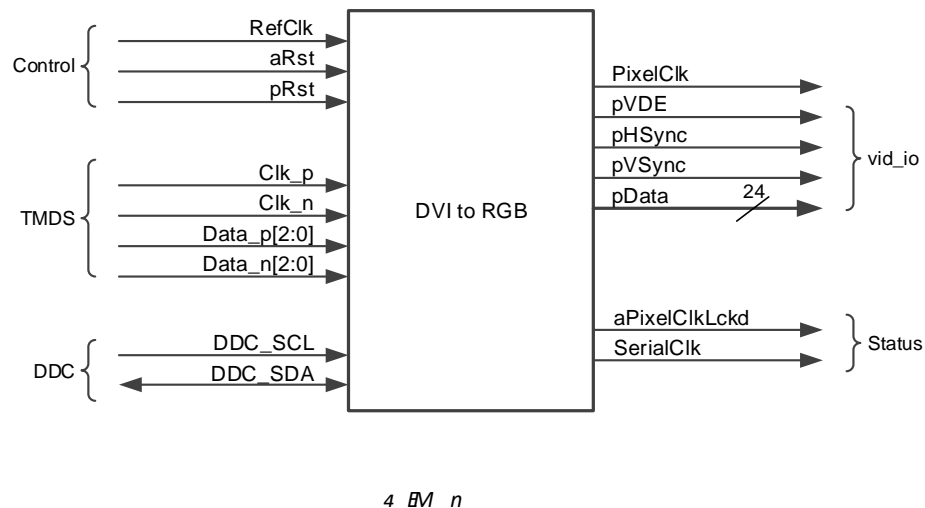 RefClk
aRst
pRst
Control
Clk_p
Clk_n
Data_p[2:0]
Data_n[2:0]
TMDS
DDC_SCL
DDC_SDA
DDC
DVI to RGB
PixelClk
pVDE
pHSync
pVSync
pData
24
vid_io
aPixelClkLckd
SerialClk
Status